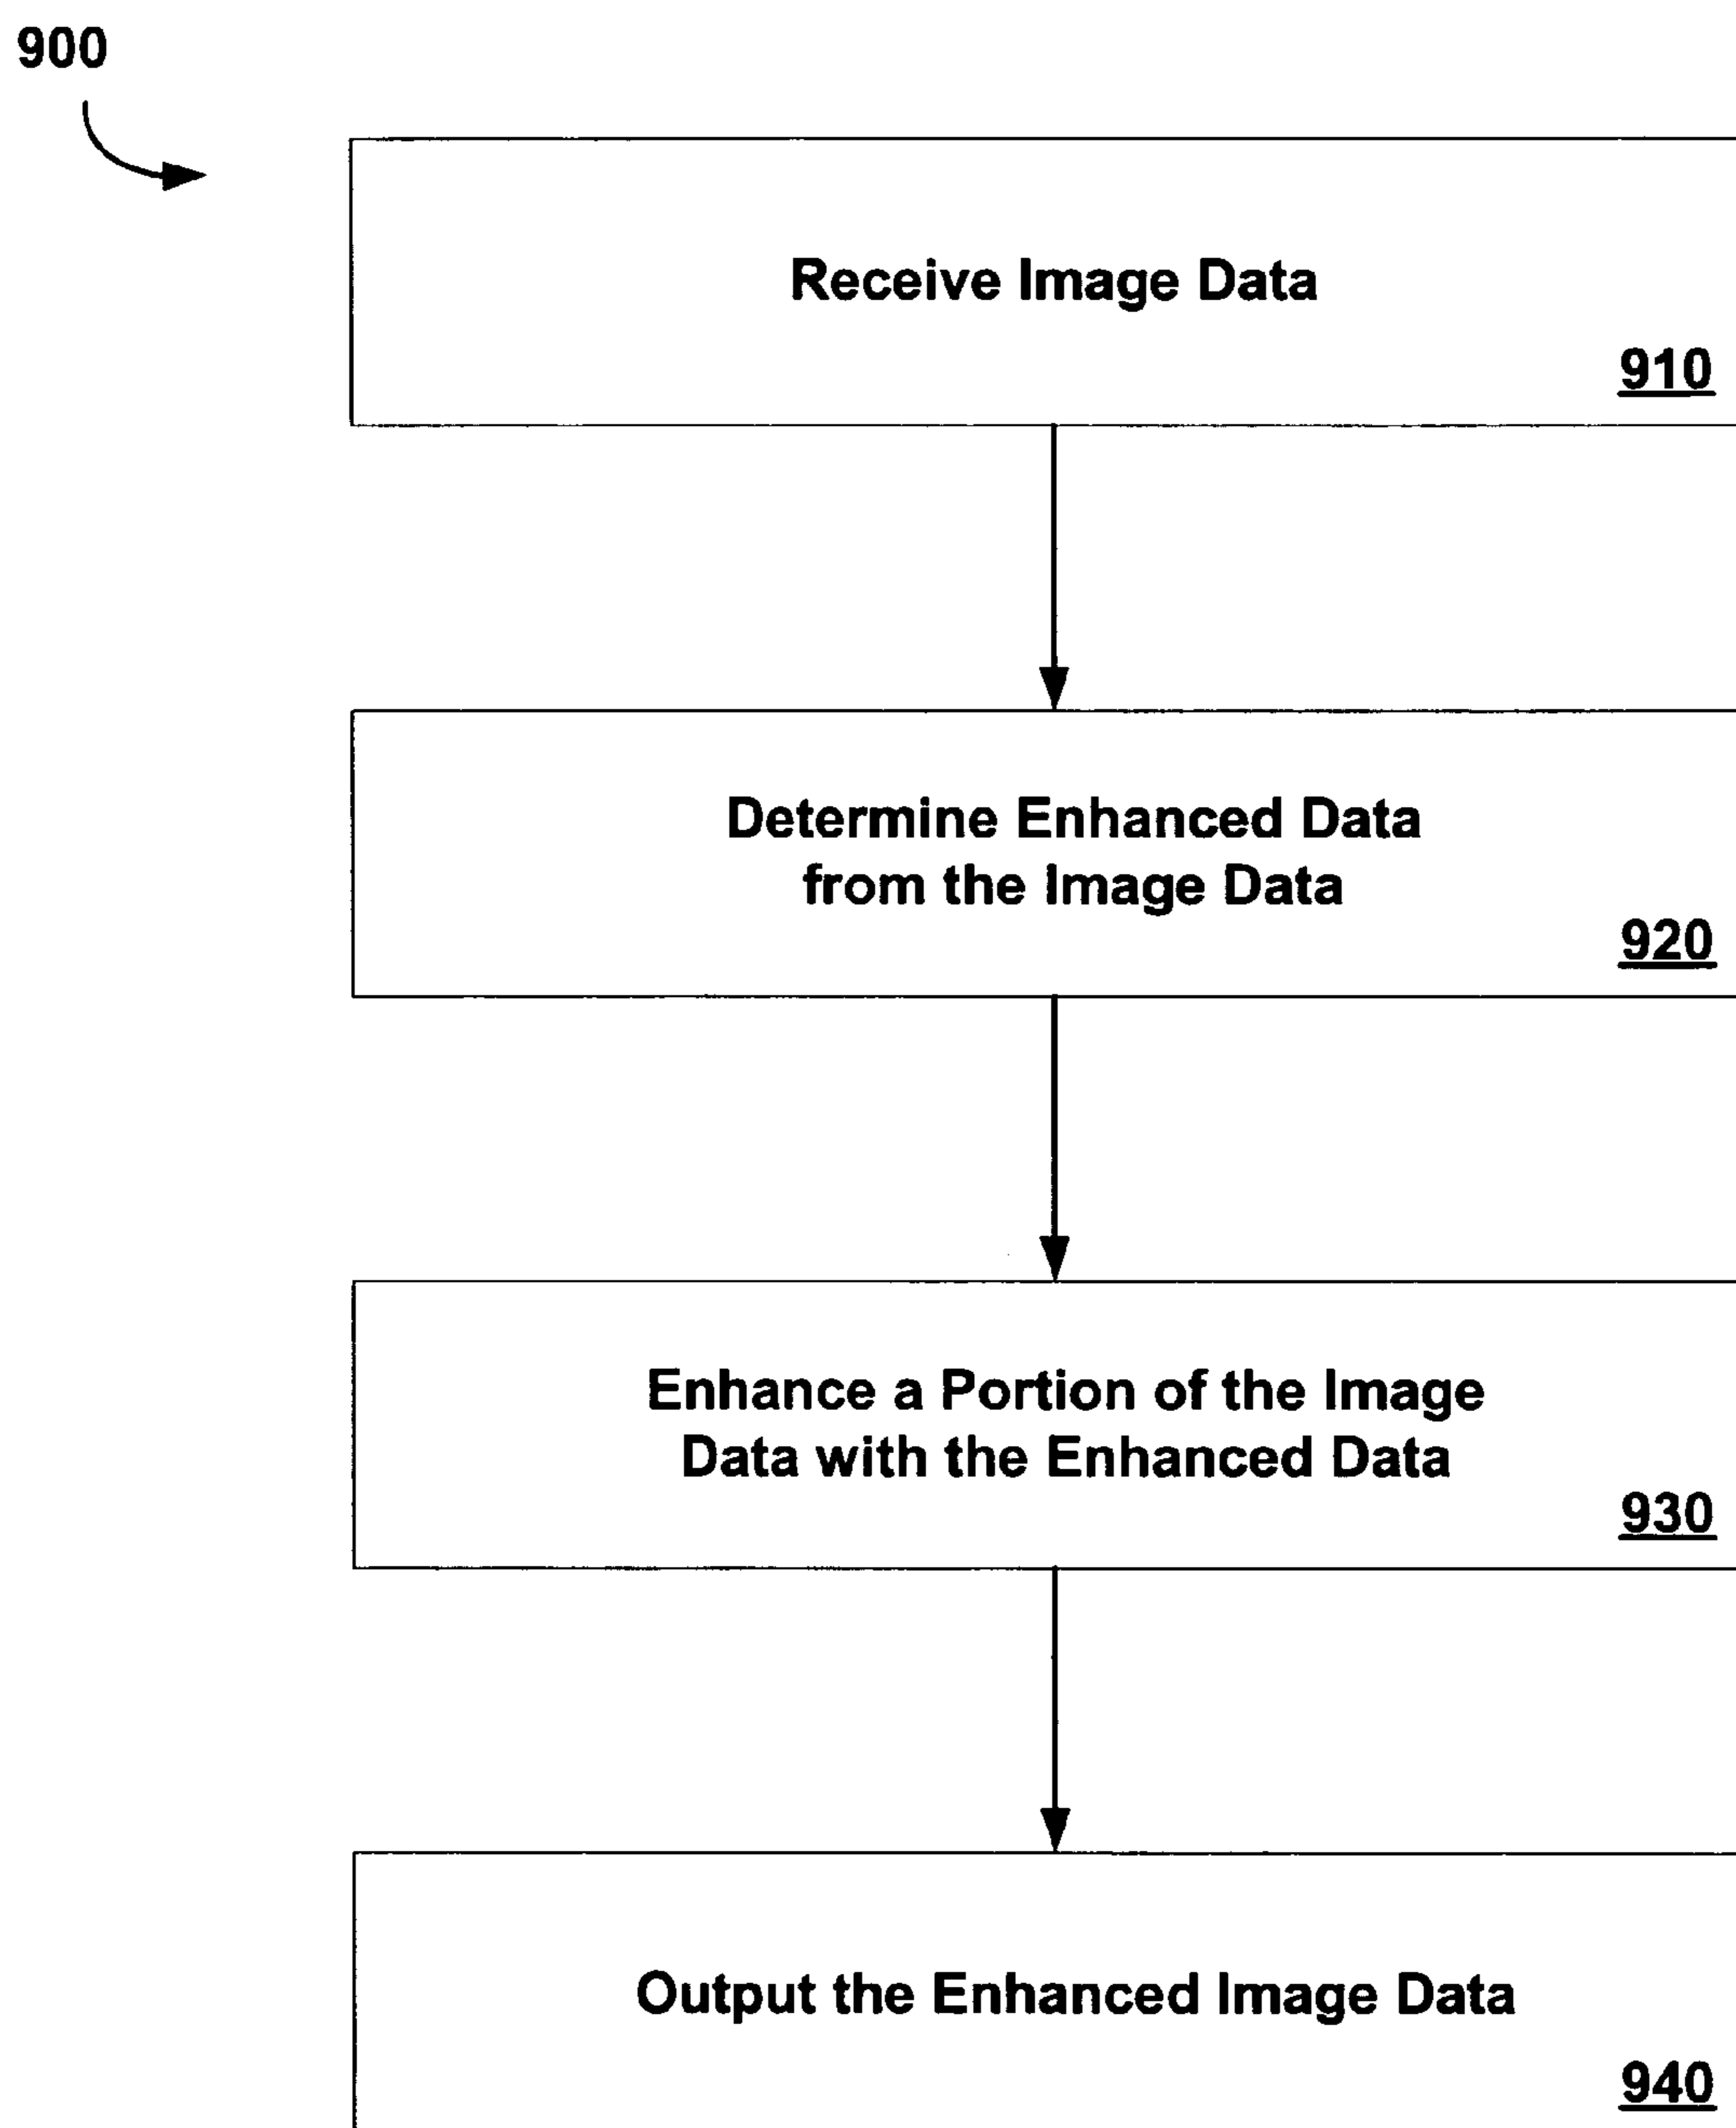 900
Receive Image Data
910
Determine Enhanced Data
from the Image Data
920
Enhance a Portion of the Image
Data with the Enhanced Data
930
Output the Enhanced Image Data
940